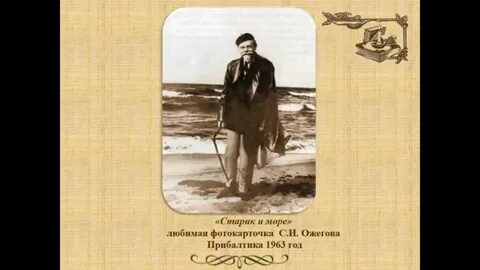 «Старик и море»
любимая фотокарточка С.И. Ожегова
Прибалтика 1963 год